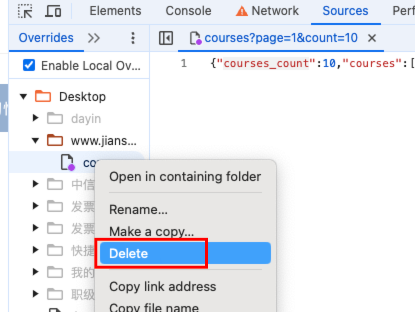 Elements Console Network Sources Perf
Overrides courses?page=1&count=10
Enable Local Ov...
1 {"courses_count":10,"courses":[
Desktop
dayin
www.jians...
co
中信
发票
发票
快捷
我的
职级
Open in containing folder
Rename...
Make a copy...
Delete
Copy link address
Copy file name